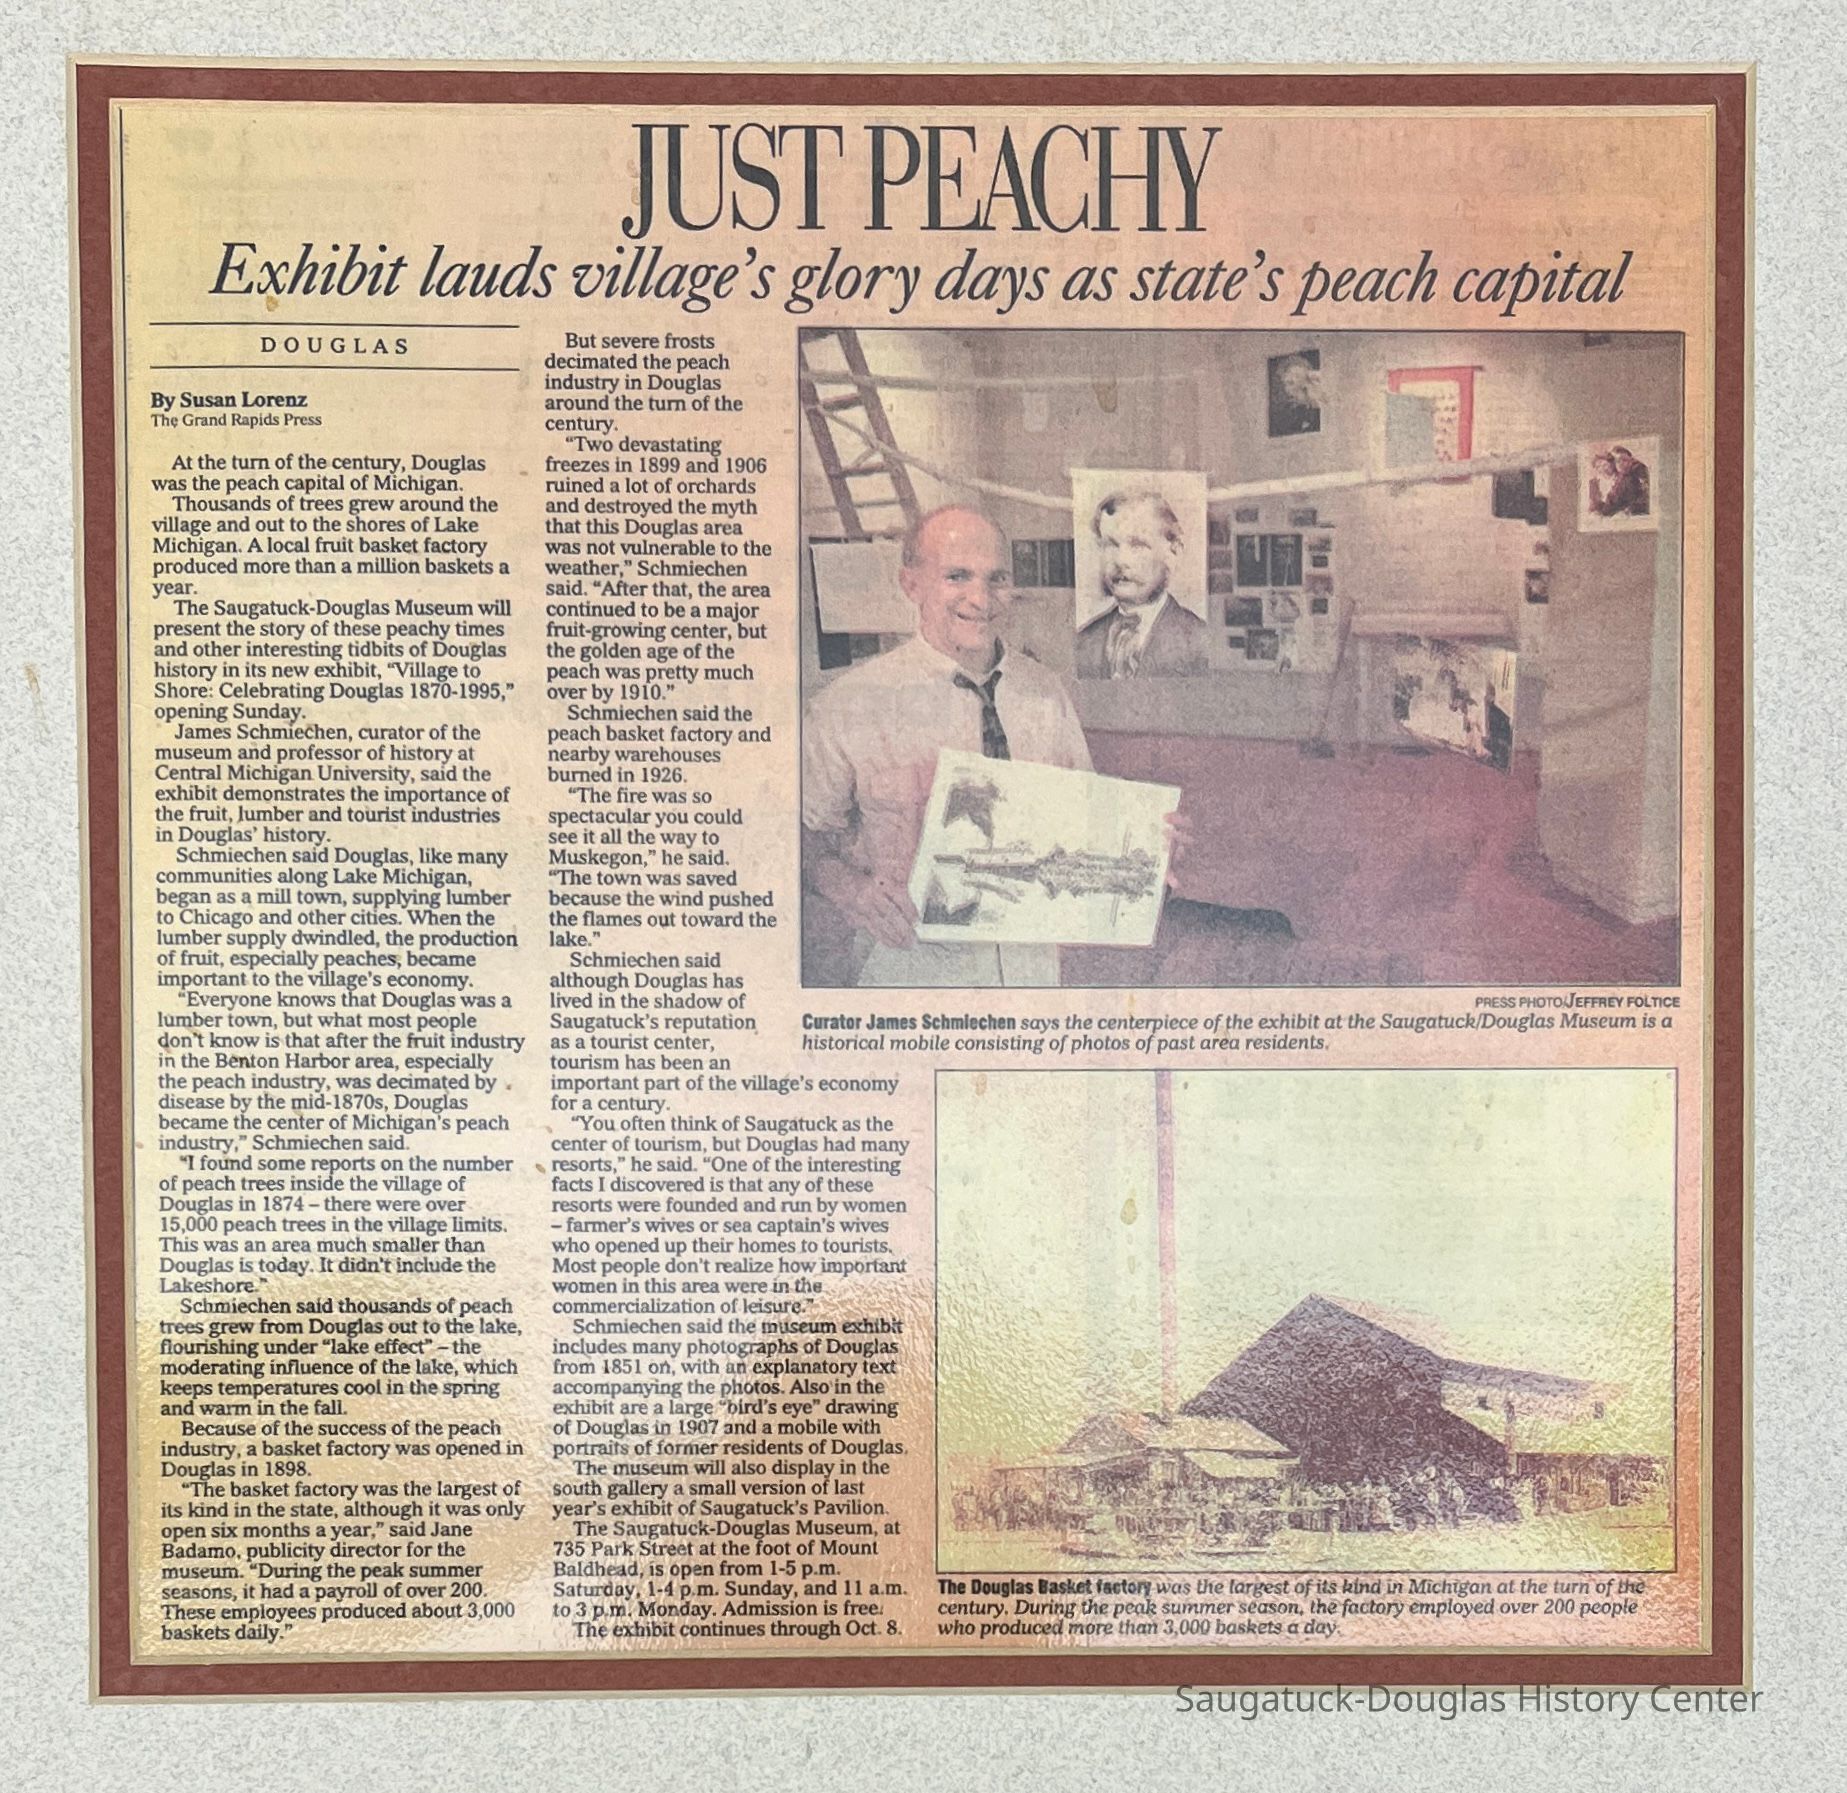 JUST PEACHY
Exhibit lauds village's glory days as state's peach capital
DOUGLAS
By Susan Lorenz
The Grand Rapids Press
At the turn of the century, Douglas
was the peach capital of Michigan.
Thousands of trees grew around the
village and out to the shores of Lake
Michigan. A local fruit basket factory
produced more than a million baskets a
year.
The Saugatuck-Douglas Museum will
present the story of these peachy times
and other interesting tidbits of Douglas
history in its new exhibit, "Village to
Shore: Celebrating Douglas 1870-1995,"
opening Sunday.
James Schmiechen, curator of the
museum and professor of history at
Central Michigan University, said the
exhibit demonstrates the importance of
the fruit, lumber and tourist industries
in Douglas' history.
Schmiechen said Douglas, like many
communities along Lake Michigan,
began as a mill town, supplying lumber
to Chicago and other cities. When the
lumber supply dwindled, the production
of fruit, especially peaches, became
important to the village's economy.
"Everyone knows that Douglas was a
lumber town, but what most people
don't know is that after the fruit industry
in the Benton Harbor area, especially
the peach industry, was decimated by
disease by the mid-1870s, Douglas
became the center of Michigan's peach
industry," Schmiechen said.
"I found some reports on the number
of peach trees inside the village of
Douglas in 1874 – there were over
15,000 peach trees in the village limits.
This was an area much smaller than
Douglas is today. It didn't include the
Lakeshore."
Schmiechen said thousands of peach
trees grew from Douglas out to the lake,
flourishing under "lake effect" – the
moderating influence of the lake, which
keeps temperatures cool in the spring
and warm in the fall.
Because of the success of the peach
industry, a basket factory was opened in
Douglas in 1898.
"The basket factory was the largest of
its kind in the state, although it was only
open six months a year," said Jane
Badamo, publicity director for the
museum. "During the peak summer
seasons, it had a payroll of over 200.
These employees produced about 3,000
baskets daily."
But severe frosts
decimated the peach
industry in Douglas
around the turn of the
century.
"Two devastating
freezes in 1899 and 1906
ruined a lot of orchards
and destroyed the myth
that this Douglas area
was not vulnerable to the
weather," Schmiechen
said. "After that, the area
continued to be a major
fruit-growing center, but
the golden age of the
peach was pretty much
over by 1910."
Schmiechen said the
peach basket factory and
nearby warehouses
burned in 1926.
"The fire was so
spectacular you could
see it all the way to
Muskegon," he said.
"The town was saved
because the wind pushed
the flames out toward the
lake."
Schmiechen said
although Douglas has
lived in the shadow of
Saugatuck's reputation
as a tourist center,
tourism has been an
important part of the village's economy
for a century.
"You often think of Saugatuck as the
center of tourism, but Douglas had many
resorts," he said. "One of the interesting
facts I discovered is that any of these
resorts were founded and run by women
– farmer's wives or sea captain's wives
who opened up their homes to tourists.
Most people don't realize how important
women in this area were in the
commercialization of leisure."
Schmiechen said the museum exhibit
includes many photographs of Douglas
from 1851 on, with an explanatory text
accompanying the photos. Also in the
exhibit are a large "bird's eye" drawing
of Douglas in 1907 and a mobile with
portraits of former residents of Douglas.
The museum will also display in the
south gallery a small version of last
year's exhibit of Saugatuck's Pavilion.
The Saugatuck-Douglas Museum, at
735 Park Street at the foot of Mount
Baldhead, is open from 1-5 p.m.
Saturday, 1-4 p.m. Sunday, and 11 a.m.
to 3 p.m. Monday. Admission is free.
The exhibit continues through Oct. 8.
PRESS PHOTO/JEFFREY FOLTICE
Curator James Schmiechen says the centerpiece of the exhibit at the Saugatuck/Douglas Museum is a
historical mobile consisting of photos of past area residents.
The Douglas Basket factory was the largest of its kind in Michigan at the turn of the
century. During the peak summer season, the factory employed over 200 people
who produced more than 3,000 baskets a day.
Saugatuck-Douglas History Center